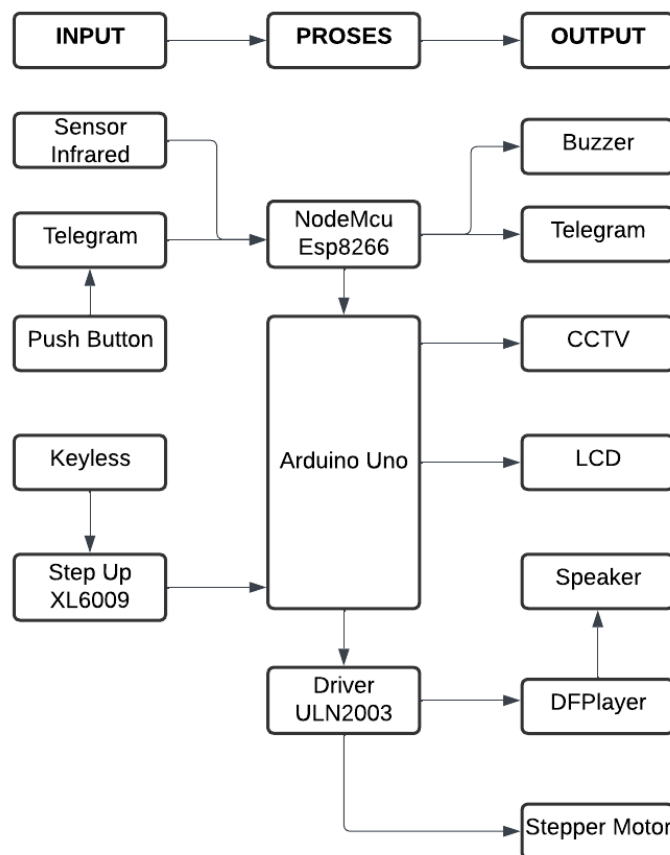 INPUT
PROSES
OUTPUT
Sensor
Infrared
Buzzer
Telegram
NodeMcu
Esp8266
Telegram
Push Button
CCTV
Keyless
Arduino Uno
LCD
Step Up
XL6009
Speaker
Driver
ULN2003
DFPlayer
Stepper Motor